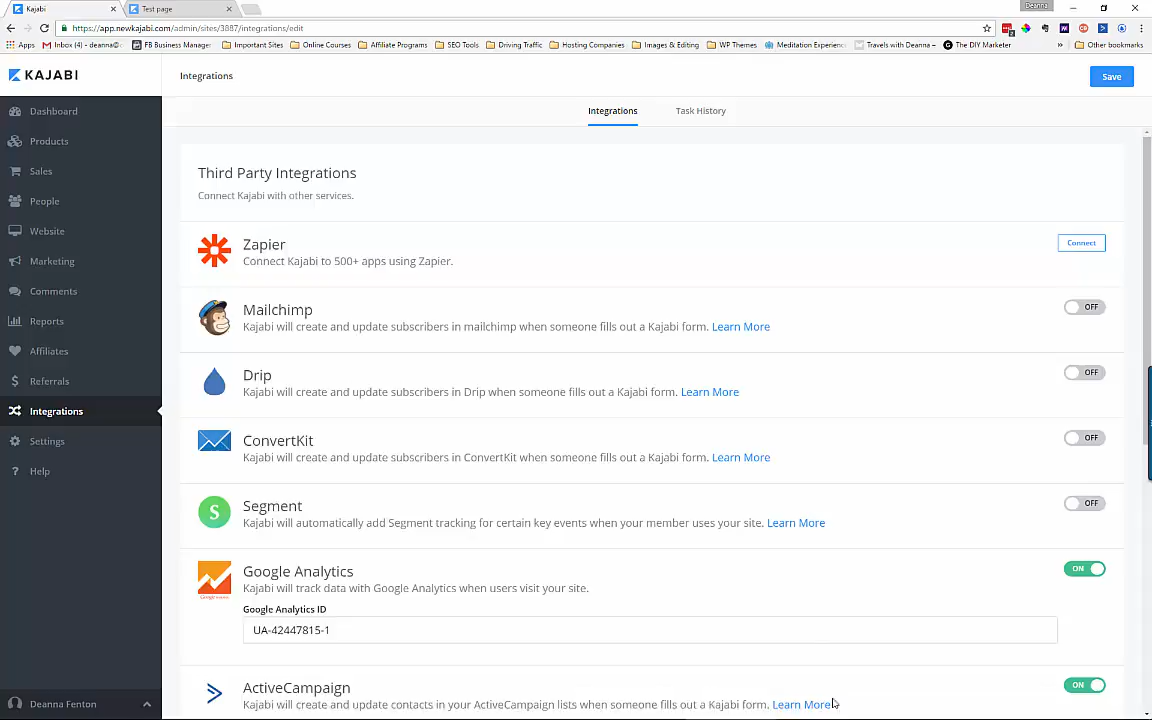 Kajabi
Test page
Deanna
https://app.newkajabi.com/admin/sites/3887/integrations/edit
Apps
Inbox (4) - deanna@c
FB Business Manager
Important Sites
Online Courses
Affiliate Programs
SEO Tools
Driving Traffic
Hosting Companies
Images & Editing
WP Themes
Meditation Experienc
Travels with Deanna –
The DIY Marketer
»
Other bookmarks
KAJABI
Integrations
Save
Integrations
Task History
Dashboard
Products
Sales
People
Website
Marketing
Comments
Reports
Affiliates
Referrals
Integrations
Settings
Help
Deanna Fenton
Third Party Integrations
Connect Kajabi with other services.
Zapier
Connect Kajabi to 500+ apps using Zapier.
Connect
Mailchimp
Kajabi will create and update subscribers in mailchimp when someone fills out a Kajabi form. Learn More
OFF
Drip
Kajabi will create and update subscribers in Drip when someone fills out a Kajabi form. Learn More
OFF
ConvertKit
Kajabi will create and update subscribers in ConvertKit when someone fills out a Kajabi form. Learn More
OFF
S
Segment
Kajabi will automatically add Segment tracking for certain key events when your member uses your site. Learn More
OFF
Google Analytics
Kajabi will track data with Google Analytics when users visit your site.
ON
Google Analytics ID
UA-42447815-1
ActiveCampaign
Kajabi will create and update contacts in your ActiveCampaign lists when someone fills out a Kajabi form. Learn More
ON